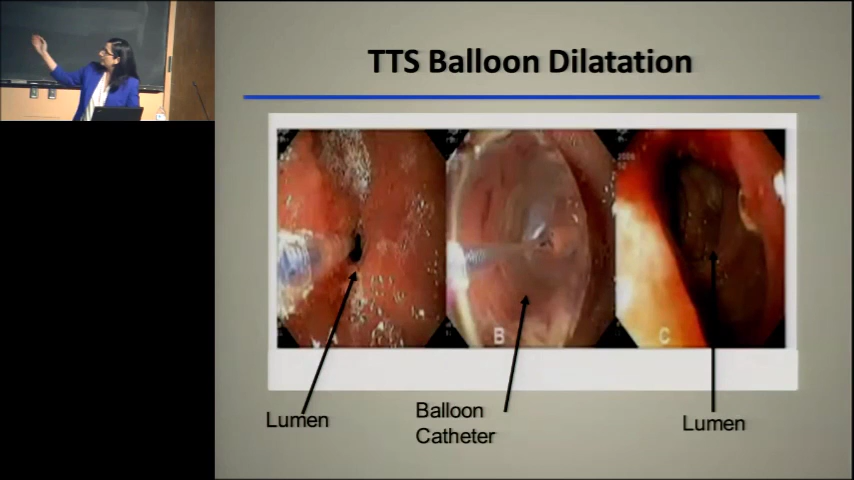 TTS Balloon Dilatation
B
C
Lumen
Balloon
Catheter
Lumen